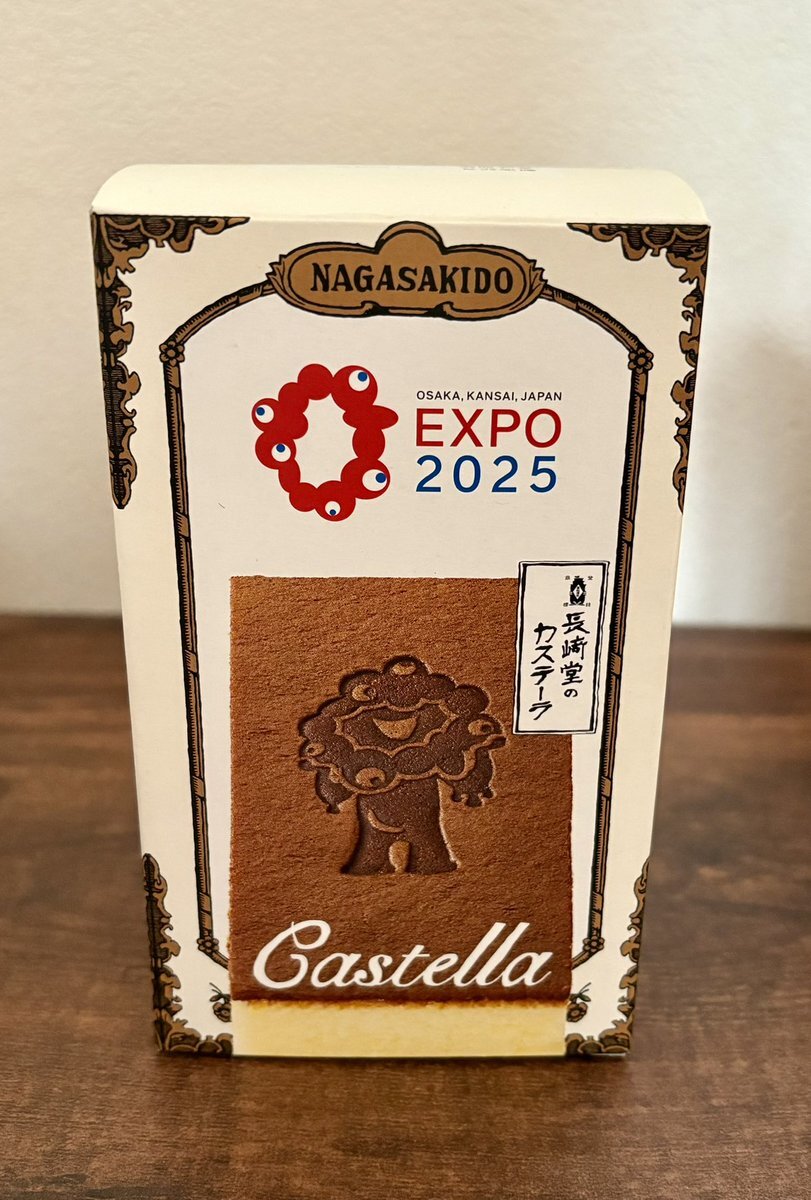 NAGASAKIDO
OSAKA, KANSAI, JAPAN
EXPO
2025
長崎堂の
カステーラ
Castella